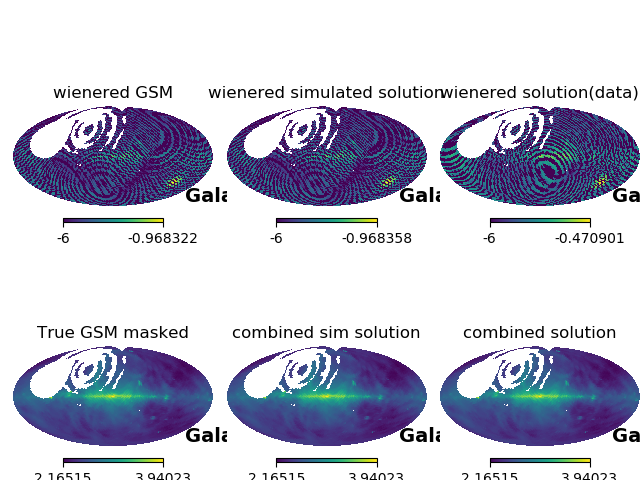 wienered GSM
wienered simulated solution
wienered solution(data)
Gala
Gala
Ga
-6
-0.968322
-6
-0.968358
-6
-0.470901
True GSM masked
combined sim solution
combined solution
Gala
Gala
Ga
2.16515
3.94023
2.16515
3.94023
2.16515
3.94023